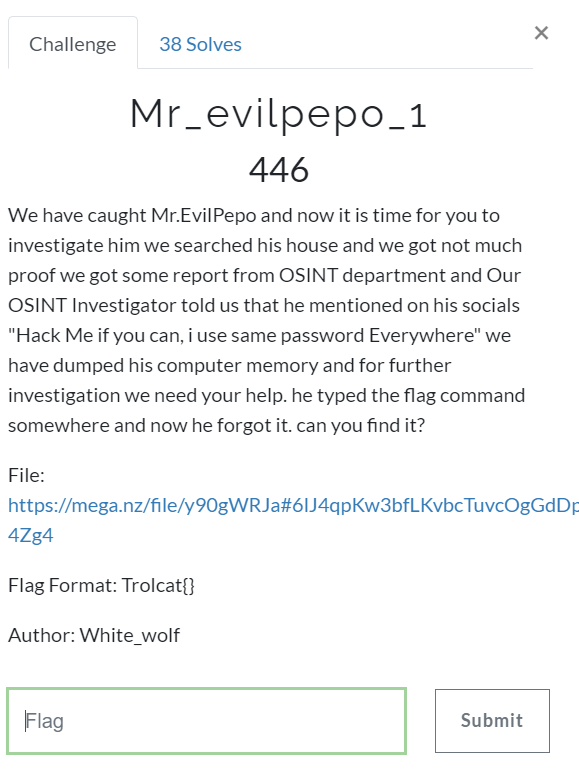 Challenge
38 Solves
×
Mr_evilpepo_1
446
We have caught Mr.EvilPepo and now it is time for you to
investigate him we searched his house and we got not much
proof we got some report from OSINT department and Our
OSINT Investigator told us that he mentioned on his socials
"Hack Me if you can, i use same password Everywhere" we
have dumped his computer memory and for further
investigation we need your help. he typed the flag command
somewhere and now he forgot it. can you find it?
File:
https://mega.nz/file/y90gWRJa#6IJ4qpKw3bfLKvbcTuvcOgGdDp
4Zg4
Flag Format: Trolcat{}
Author: White_wolf
Flag
Submit